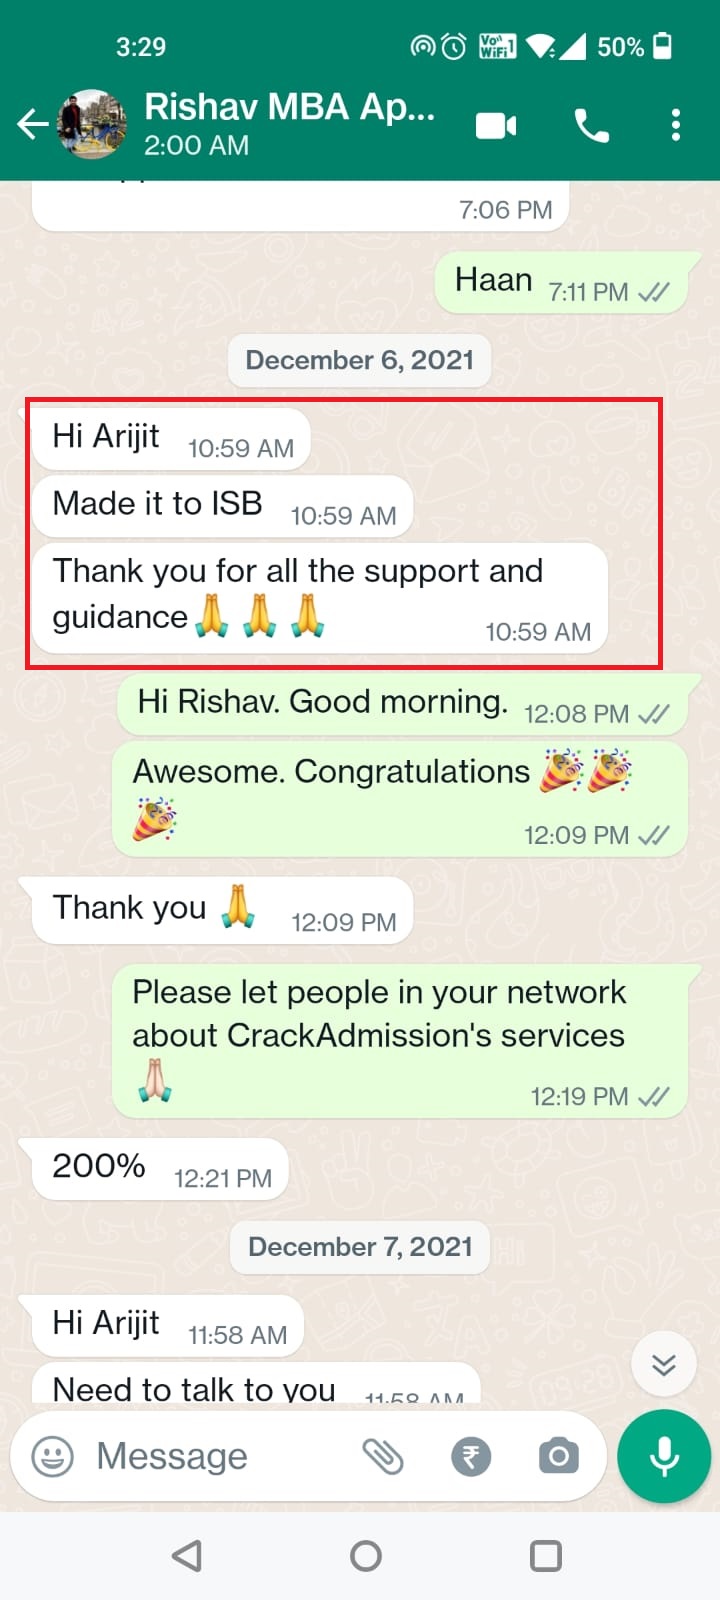 3:29
Vo WiFi 1
50%
Rishav MBA Ap...
2:00 AM
7:06 PM
Haan 7:11 PM
December 6, 2021
Hi Arijit 10:59 AM
Made it to ISB 10:59 AM
Thank you for all the support and
guidance🙏🙏🙏 10:59 AM
Hi Rishav. Good morning. 12:08 PM
Awesome. Congratulations 🎉🎉
🎉 12:09 PM
Thank you 🙏 12:09 PM
Please let people in your network
about CrackAdmission's services
🙏🏻 12:19 PM
200% 12:21 PM
December 7, 2021
Hi Arijit 11:58 AM
Need to talk to you 11:58 AM
Message
₹